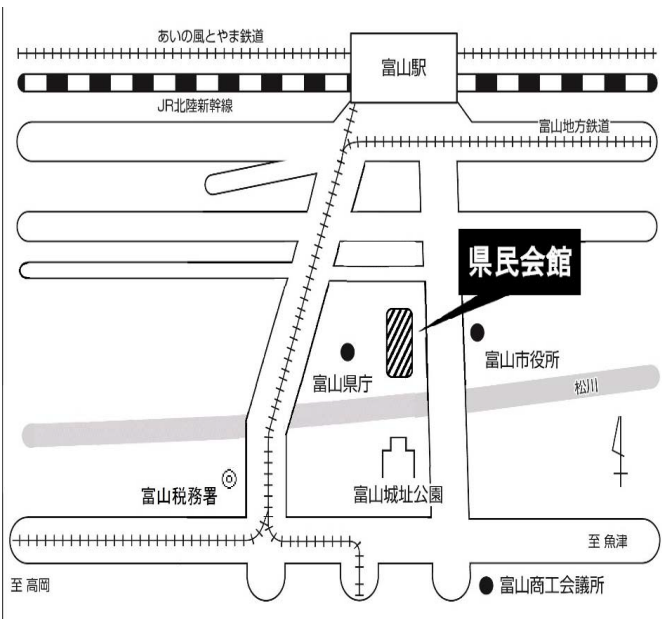 あいの風とやま鉄道
富山駅
JR北陸新幹線
富山地方鉄道
県民会館
富山市役所
富山県庁
松川
富山税務署
富山城址公園
至 魚津
至 高岡
富山商工会議所